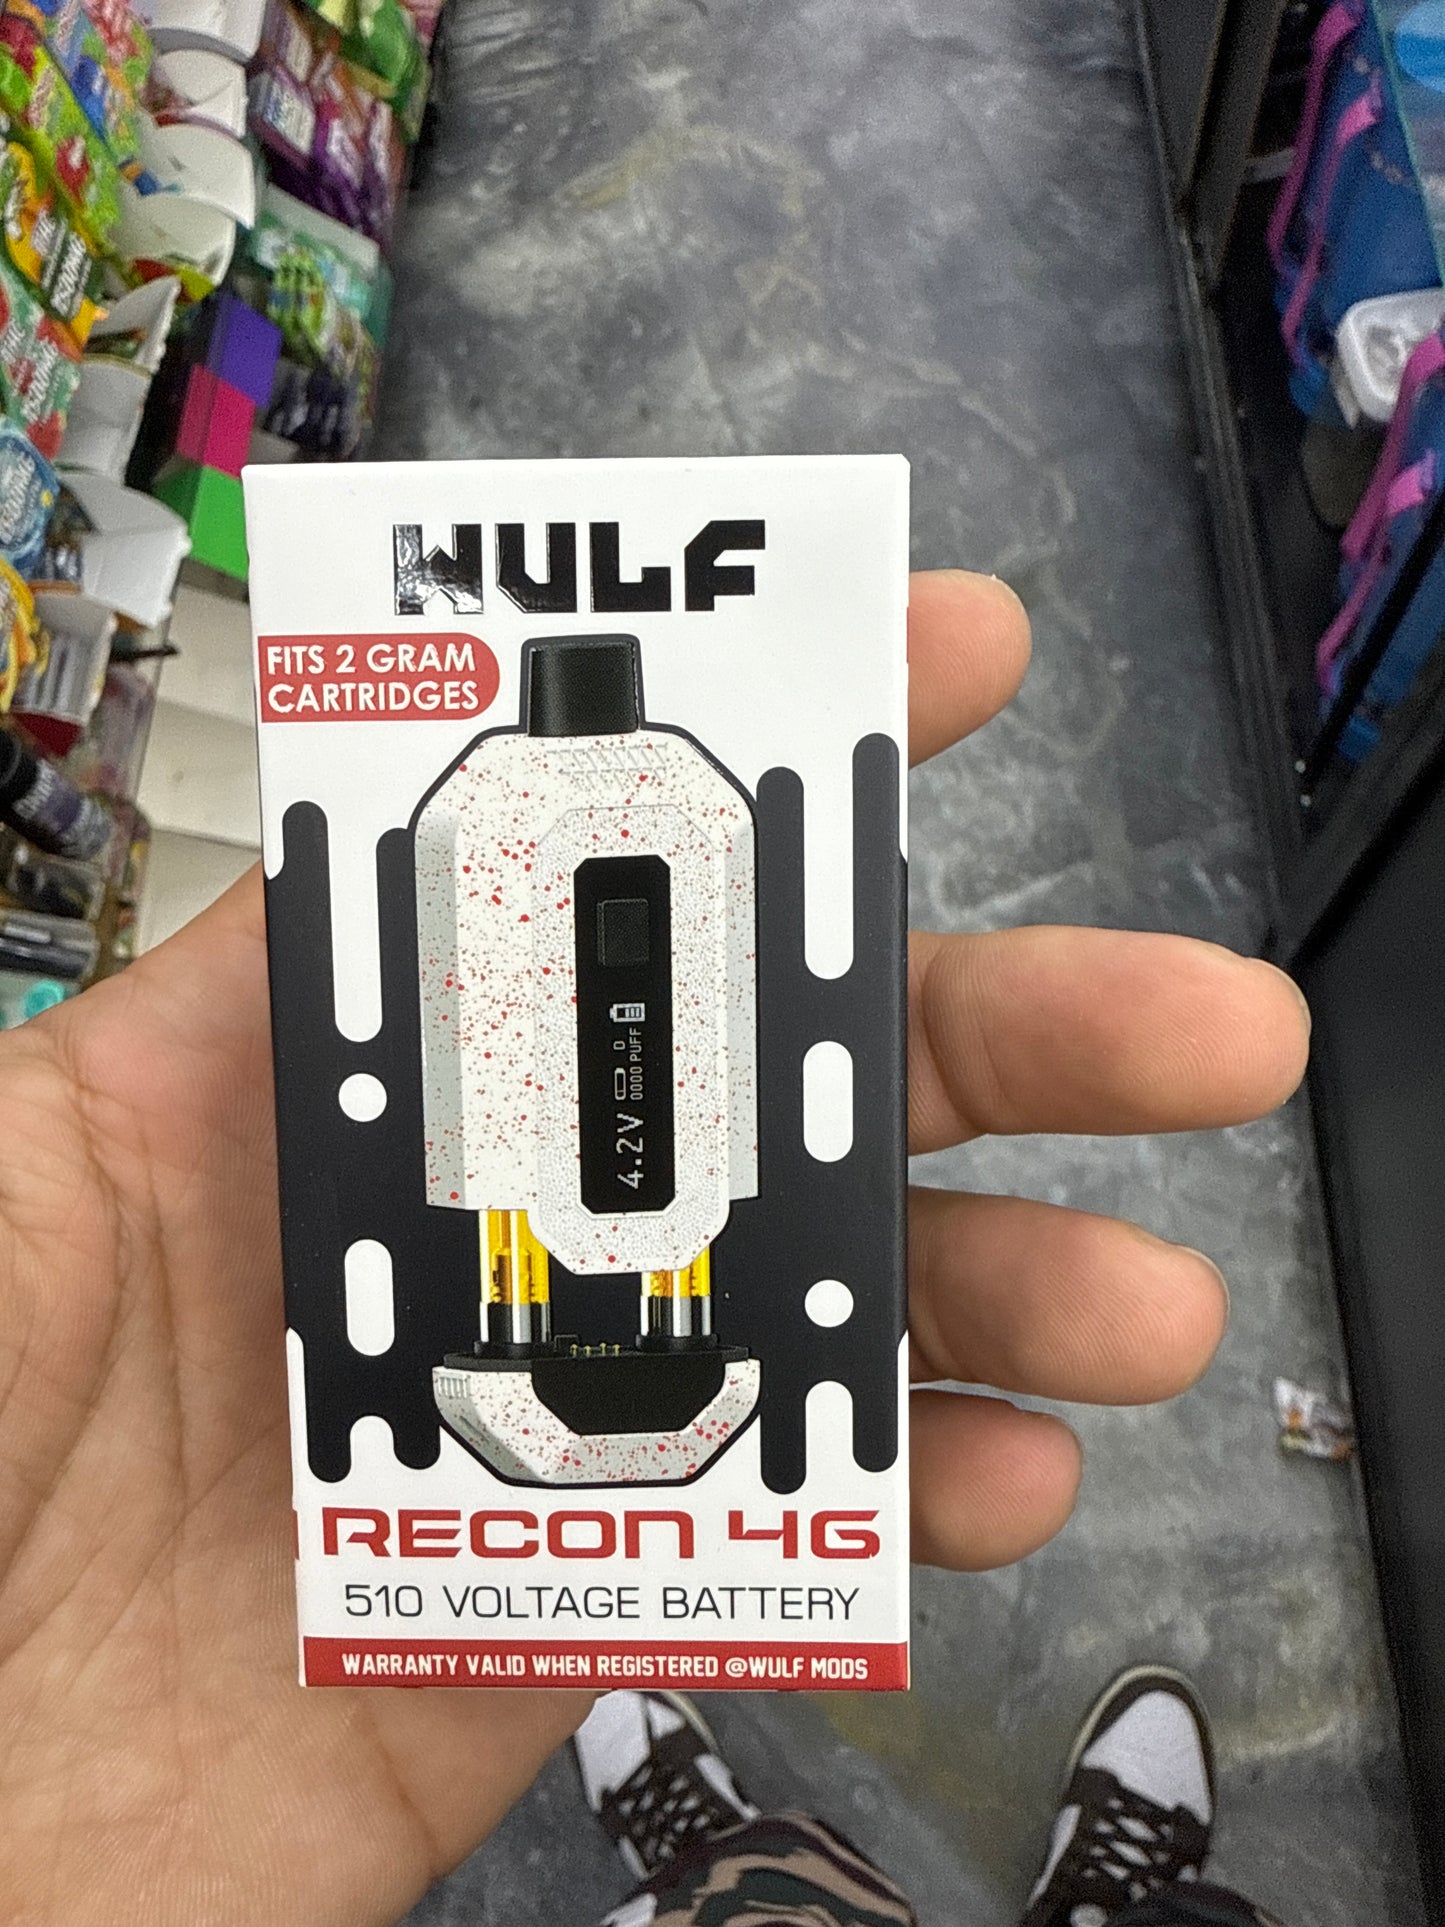 WULF
FITS 2 GRAM
CARTRIDGES
4.2V
D
0000 PUFF
RECON 4G
510 VOLTAGE BATTERY
WARRANTY VALID WHEN REGISTERED @WULF MODS